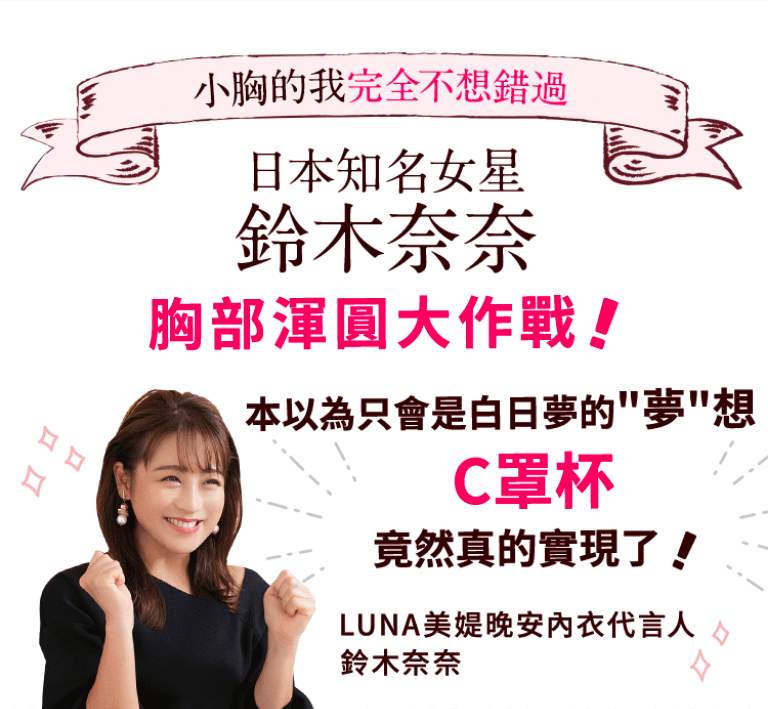 小胸的我完全不想錯過
日本知名女星
鈴木奈奈
胸部渾圓大作戰！
本以為只會是白日夢的"夢"想
C罩杯
竟然真的實現了！
LUNA美媞晚安內衣代言人
鈴木奈奈